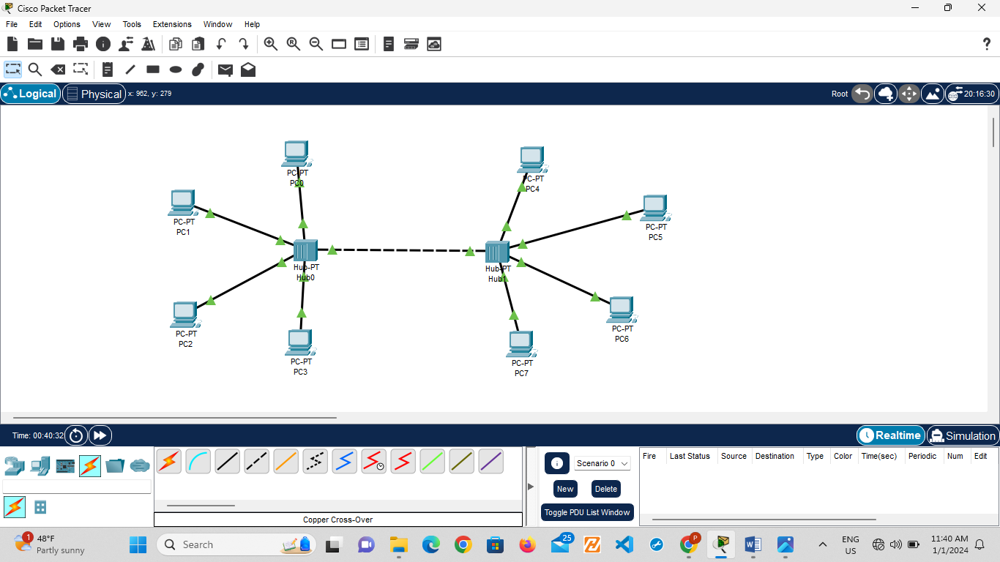 Cisco Packet Tracer
File Edit Options View Tools Extensions Window Help
?
Logical Physical x: 962, y: 279 Root 20:16:30
PC-PT
PC0
PC-PT
PC4
PC-PT
PC1
PC-PT
PC5
Hub-PT
Hub0
Hub-PT
Hub1
PC-PT
PC2
PC-PT
PC6
PC-PT
PC3
PC-PT
PC7
Time: 00:40:32 Realtime Simulation
Scenario 0
New Delete
Toggle PDU List Window
Fire Last Status Source Destination Type Color Time(sec) Periodic Num Edit
Copper Cross-Over
1 48°F
Partly sunny
Search
25
P
ENG
US
11:40 AM
1/1/2024